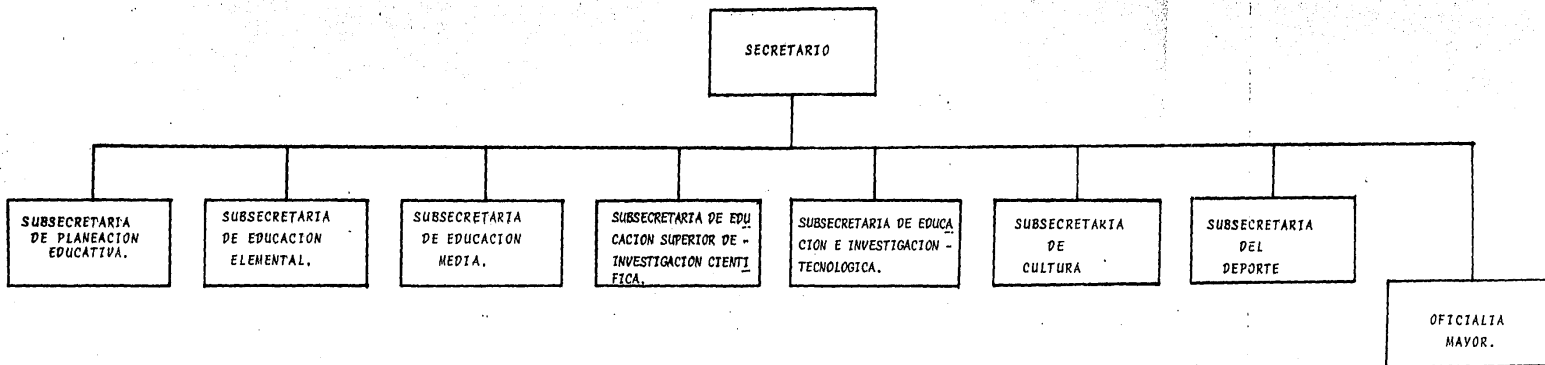 SECRETARIO
SUBSECRETARIA
DE PLANEACION
EDUCATIVA.
SUBSECRETARIA
DE EDUCACION
ELEMENTAL.
SUBSECRETARIA
DE EDUCACION
MEDIA.
SUBSECRETARIA DE EDU
CACION SUPERIOR DE -
INVESTIGACION CIENTI
FICA.
SUBSECRETARIA DE EDUCA
CION E INVESTIGACION -
TECNOLOGICA.
SUBSECRETARIA
DE
CULTURA
SUBSECRETARIA
DEL
DEPORTE
OFICIALIA
MAYOR.